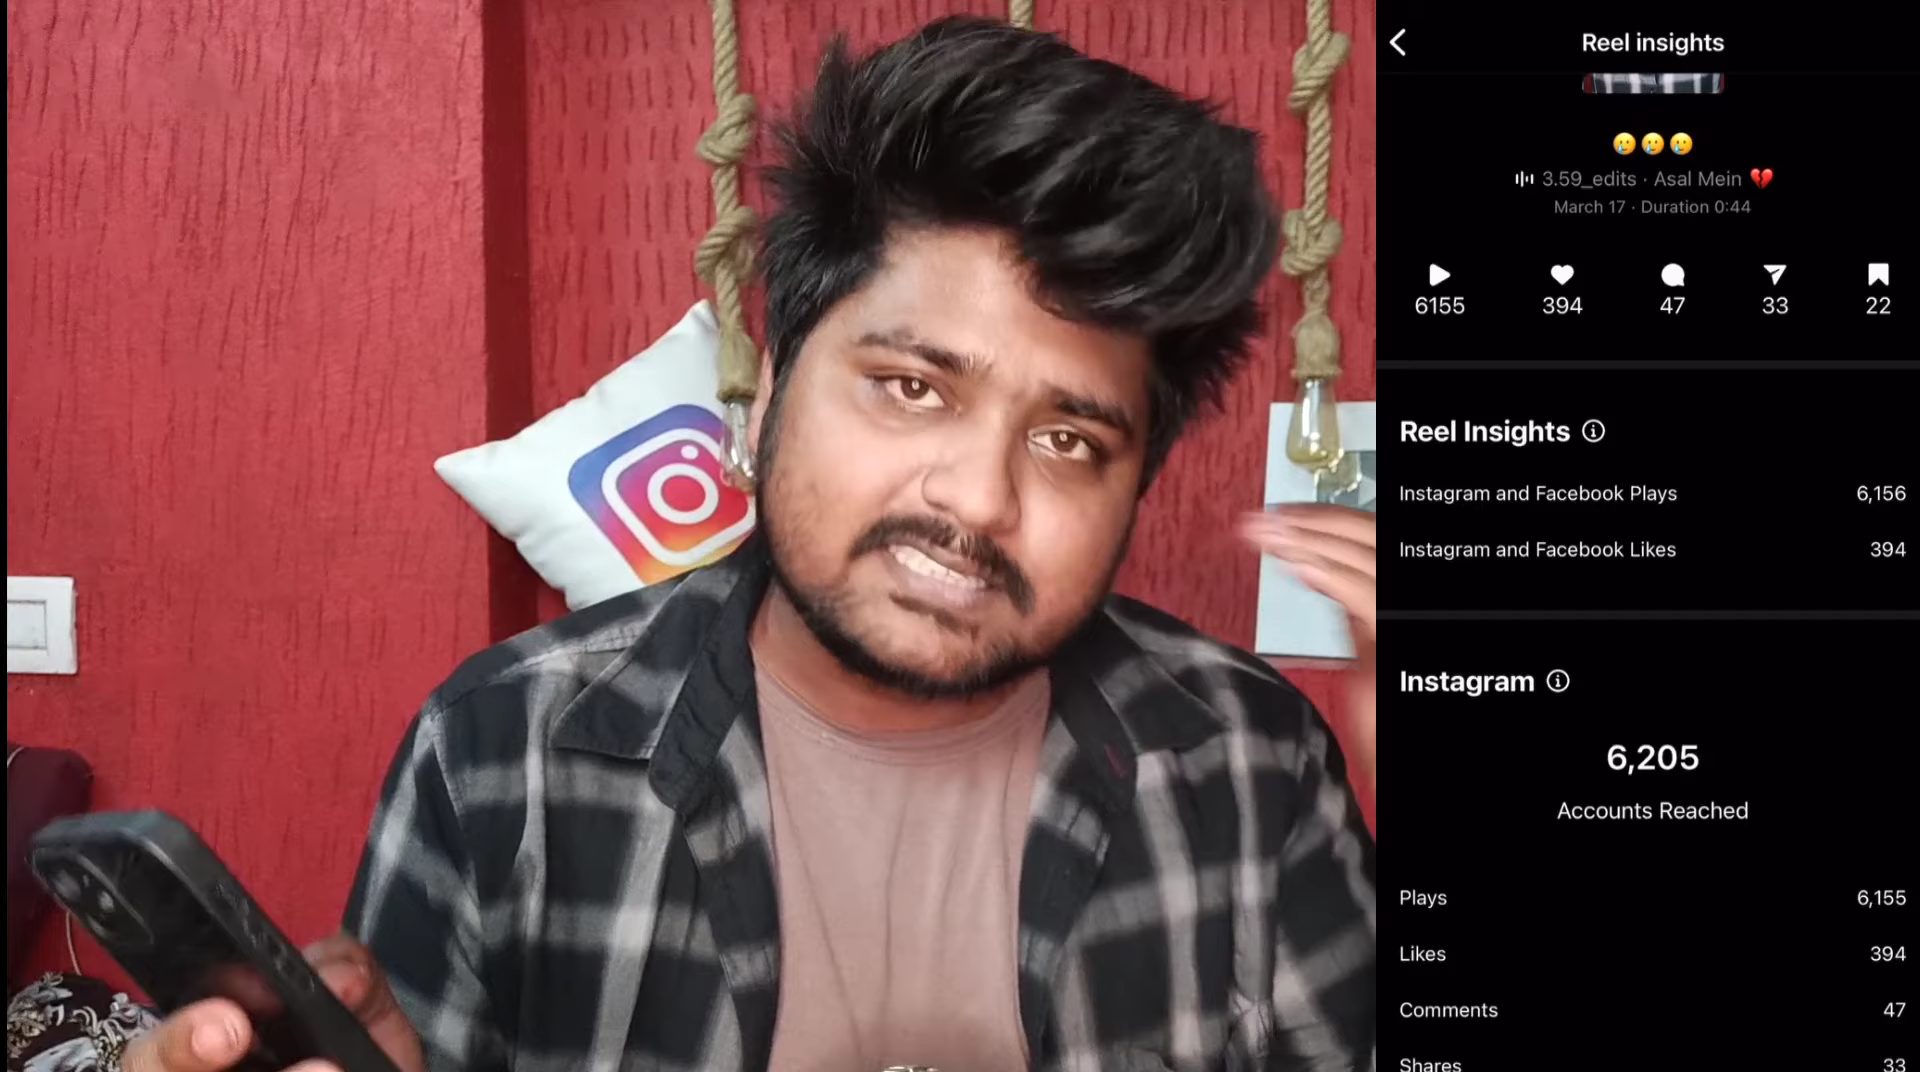 Reel insights
🥲🥲🥲
3.59_edits · Asal Mein 💔
March 17 · Duration 0:44
6155 394 47 33 22
Reel Insights
Instagram and Facebook Plays 6,156
Instagram and Facebook Likes 394
Instagram
6,205
Accounts Reached
Plays 6,155
Likes 394
Comments 47
Shares 33